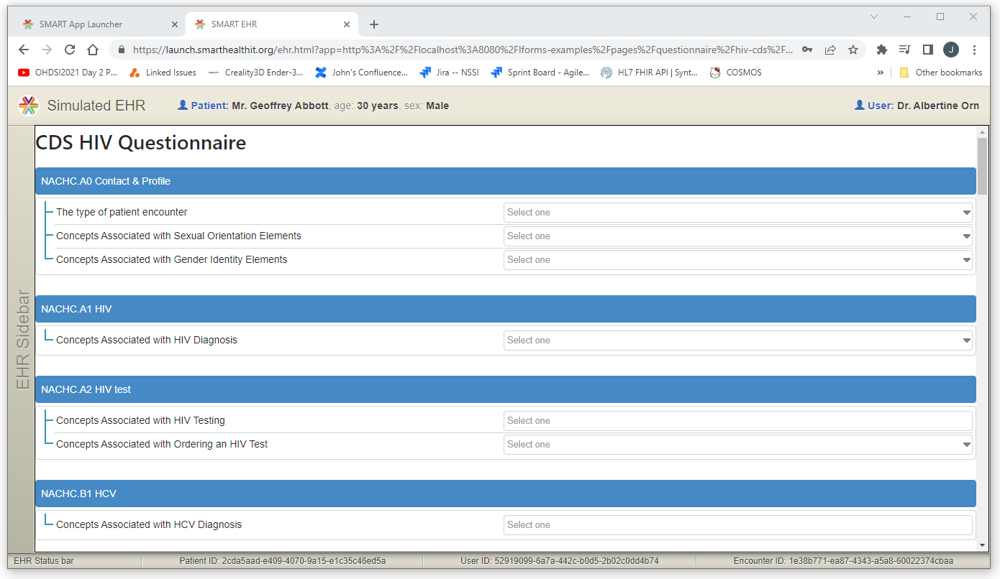 SMART App Launcher
SMART EHR
https://launch.smarthealthit.org/ehr.html?app=http%3A%2F%2Flocalhost%3A8080%2Flforms-examples%2Fpages%2Fquestionnaire%2Fhiv-cds%2F...
J
OHDSI2021 Day 2 P...
Linked Issues
Creality3D Ender-3...
John's Confluence...
Jira -- NSSI
Sprint Board - Agile...
HL7 FHIR API | Synt...
COSMOS
»
Other bookmarks
Simulated EHR
Patient: Mr. Geoffrey Abbott, age: 30 years, sex: Male
User: Dr. Albertine Orn
EHR Sidebar
CDS HIV Questionnaire
NACHC.A0 Contact & Profile
The type of patient encounter Select one
Concepts Associated with Sexual Orientation Elements Select one
Concepts Associated with Gender Identity Elements Select one
NACHC.A1 HIV
Concepts Associated with HIV Diagnosis Select one
NACHC.A2 HIV test
Concepts Associated with HIV Testing Select one
Concepts Associated with Ordering an HIV Test Select one
NACHC.B1 HCV
Concepts Associated with HCV Diagnosis Select one
EHR Status bar
Patient ID: 2cda5aad-e409-4070-9a15-e1c35c46ed5a
User ID: 52919099-6a7a-442c-b0d5-2b02c0dd4b74
Encounter ID: 1e38b771-ea87-4343-a5a8-60022374cbaa